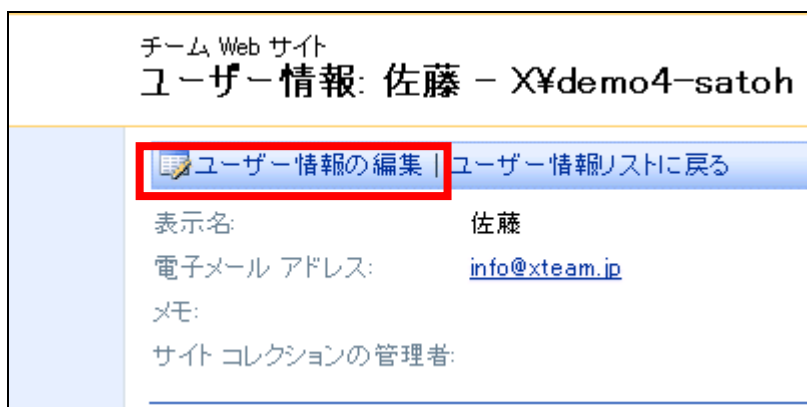 チーム Web サイト
ユーザー情報: 佐藤 - X¥demo4-satoh
ユーザー情報の編集 | ユーザー情報リストに戻る
表示名: 佐藤
電子メール アドレス: info@xteam.jp
メモ:
サイト コレクションの管理者: